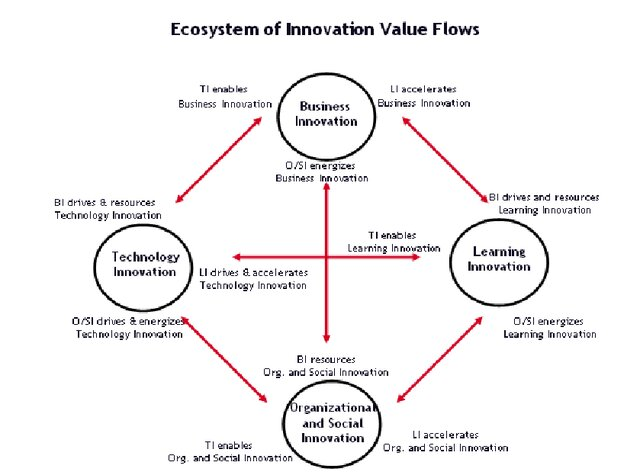 Ecosystem of Innovation Value Flows
TI enables
Business Innovation
Business
Innovation
LI accelerates
Business Innovation
O/SI energizes
Business Innovation
BI drives & resources
Technology Innovation
BI drives and resources
Learning Innovation
TI enables
Learning Innovation
Technology
Innovation
Learning
Innovation
LI drives & accelerates
Technology Innovation
O/SI drives & energizes
Technology Innovation
O/SI energizes
Learning Innovation
BI resources
Org. and Social Innovation
Organizational
and Social
Innovation
TI enables
Org. and Social Innovation
LI accelerates
Org. and Social Innovation